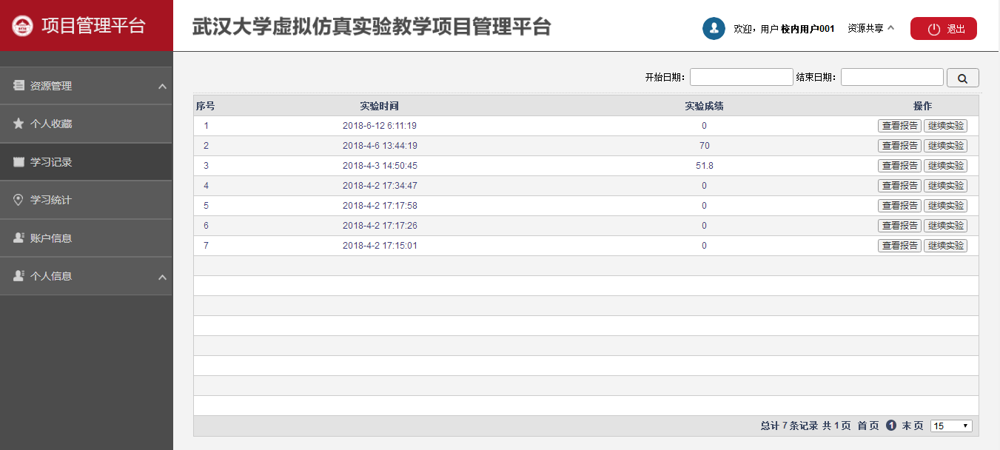 项目管理平台
武汉大学虚拟仿真实验教学项目管理平台
欢迎，用户 校内用户001
资源共享
退出
资源管理
个人收藏
学习记录
学习统计
账户信息
个人信息
开始日期： 结束日期：
序号 实验时间 实验成绩 操作
1 2018-6-12 6:11:19 0 查看报告 继续实验
2 2018-4-6 13:44:19 70 查看报告 继续实验
3 2018-4-3 14:50:45 51.8 查看报告 继续实验
4 2018-4-2 17:34:47 0 查看报告 继续实验
5 2018-4-2 17:17:58 0 查看报告 继续实验
6 2018-4-2 17:17:26 0 查看报告 继续实验
7 2018-4-2 17:15:01 0 查看报告 继续实验
总计 7 条记录 共 1 页 首 页 1 末 页 15